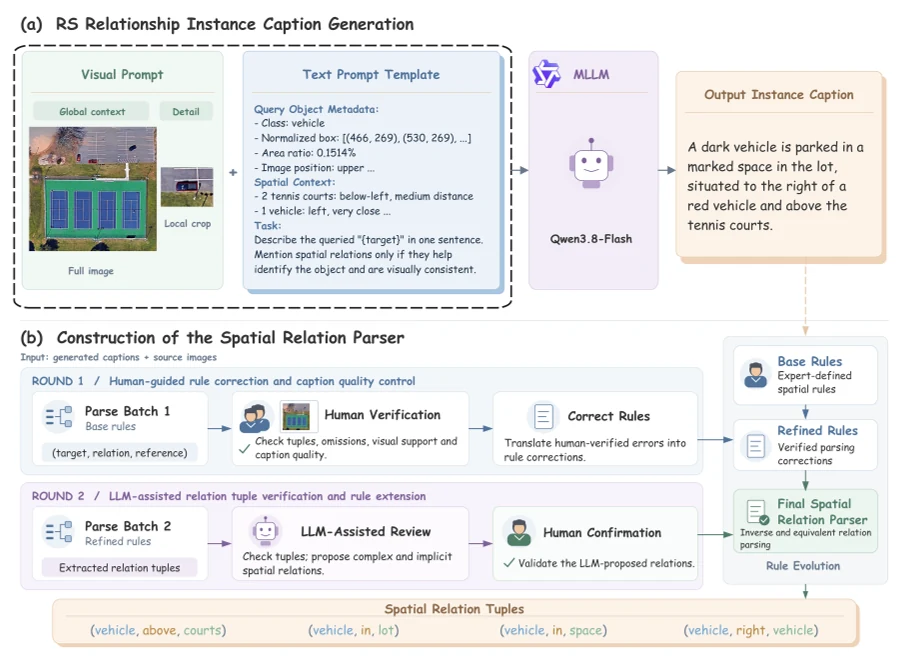 (a) RS Relationship Instance Caption Generation
Visual Prompt
Global context
Detail
Local crop
Full image
+
Text Prompt Template
Query Object Metadata:
- Class: vehicle
- Normalized box: [(466, 269), (530, 269), ...]
- Area ratio: 0.1514%
- Image position: upper ...
Spatial Context:
- 2 tennis courts: below-left, medium distance
- 1 vehicle: left, very close ...
Task:
Describe the queried "{target}" in one sentence.
Mention spatial relations only if they help
identify the object and are visually consistent.
MLLM
Qwen3.8-Flash
Output Instance Caption
A dark vehicle is parked in a
marked space in the lot,
situated to the right of a
red vehicle and above the
tennis courts.
(b) Construction of the Spatial Relation Parser
Input: generated captions + source images
ROUND 1 / Human-guided rule correction and caption quality control
Parse Batch 1
Base rules
(target, relation, reference)
Human Verification
Check tuples, omissions, visual support and
caption quality.
Correct Rules
Translate human-verified errors into
rule corrections.
ROUND 2 / LLM-assisted relation tuple verification and rule extension
Parse Batch 2
Refined rules
Extracted relation tuples
LLM-Assisted Review
Check tuples; propose complex and implicit
spatial relations.
Human Confirmation
Validate the LLM-proposed relations.
Base Rules
Expert-defined
spatial rules
Refined Rules
Verified parsing
corrections
Final Spatial
Relation Parser
Inverse and equivalent relation
parsing
Rule Evolution
Spatial Relation Tuples
(vehicle, above, courts)
(vehicle, in, lot)
(vehicle, in, space)
(vehicle, right, vehicle)